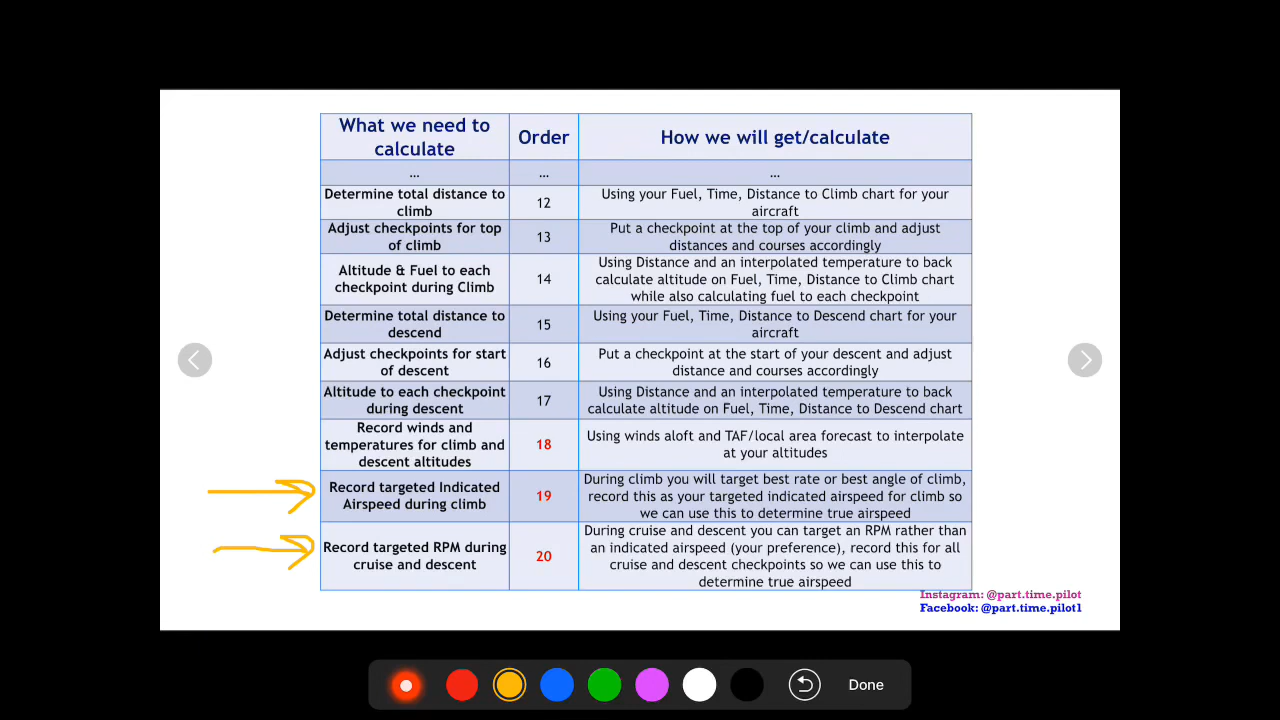 What we need to
calculate
Order
How we will get/calculate
...
...
...
Determine total distance to
climb
12
Using your Fuel, Time, Distance to Climb chart for your
aircraft
Adjust checkpoints for top
of climb
13
Put a checkpoint at the top of your climb and adjust
distances and courses accordingly
Altitude & Fuel to each
checkpoint during Climb
14
Using Distance and an interpolated temperature to back
calculate altitude on Fuel, Time, Distance to Climb chart
while also calculating fuel to each checkpoint
Determine total distance to
descend
15
Using your Fuel, Time, Distance to Descend chart for your
aircraft
Adjust checkpoints for start
of descent
16
Put a checkpoint at the start of your descent and adjust
distance and courses accordingly
Altitude to each checkpoint
during descent
17
Using Distance and an interpolated temperature to back
calculate altitude on Fuel, Time, Distance to Descend chart
Record winds and
temperatures for climb and
descent altitudes
18
Using winds aloft and TAF/local area forecast to interpolate
at your altitudes
Record targeted Indicated
Airspeed during climb
19
During climb you will target best rate or best angle of climb,
record this as your targeted indicated airspeed for climb so
we can use this to determine true airspeed
Record targeted RPM during
cruise and descent
20
During cruise and descent you can target an RPM rather than
an indicated airspeed (your preference), record this for all
cruise and descent checkpoints so we can use this to
determine true airspeed
Instagram: @part.time.pilot
Facebook: @part.time.pilot1
Done